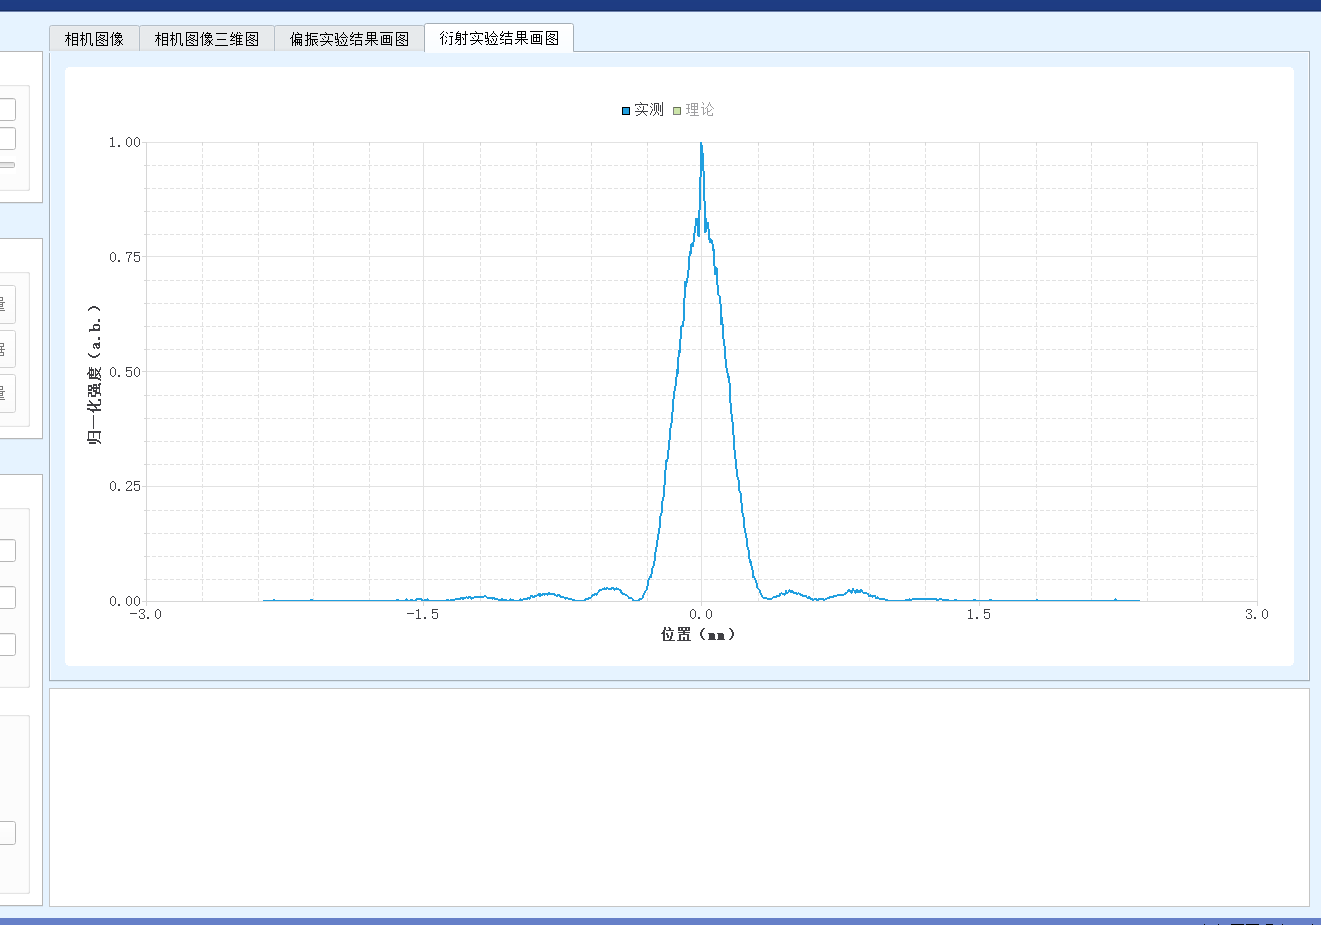 相机图像
相机图像三维图
偏振实验结果画图
衍射实验结果画图
实测
理论
1.00
0.75
0.50
0.25
0.00
归一化强度(a.b.)
-3.0
-1.5
0.0
1.5
3.0
位置(mm)
量
据
量